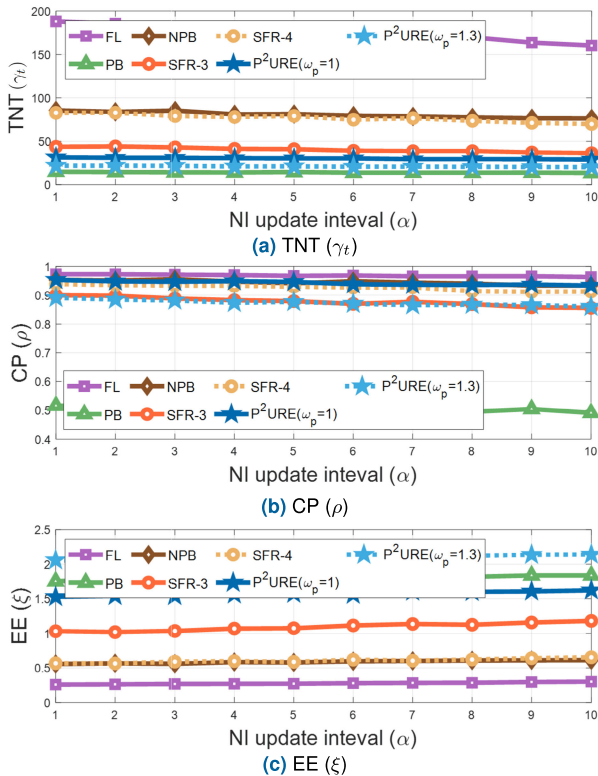 200
150
100
50
0
TNT (γt)
FL NPB SFR-4 P²URE(ωp=1.3)
PB SFR-3 P²URE(ωp=1)
1 2 3 4 5 6 7 8 9 10
NI update inteval (α)
(a) TNT (γt)
1
0.9
0.8
0.7
0.6
0.5
0.4
CP (ρ)
FL NPB SFR-4 P²URE(ωp=1.3)
PB SFR-3 P²URE(ωp=1)
1 2 3 4 5 6 7 8 9 10
NI update inteval (α)
(b) CP (ρ)
2.5
2
1.5
1
0.5
0
EE (ξ)
FL NPB SFR-4 P²URE(ωp=1.3)
PB SFR-3 P²URE(ωp=1)
1 2 3 4 5 6 7 8 9 10
NI update inteval (α)
(c) EE (ξ)